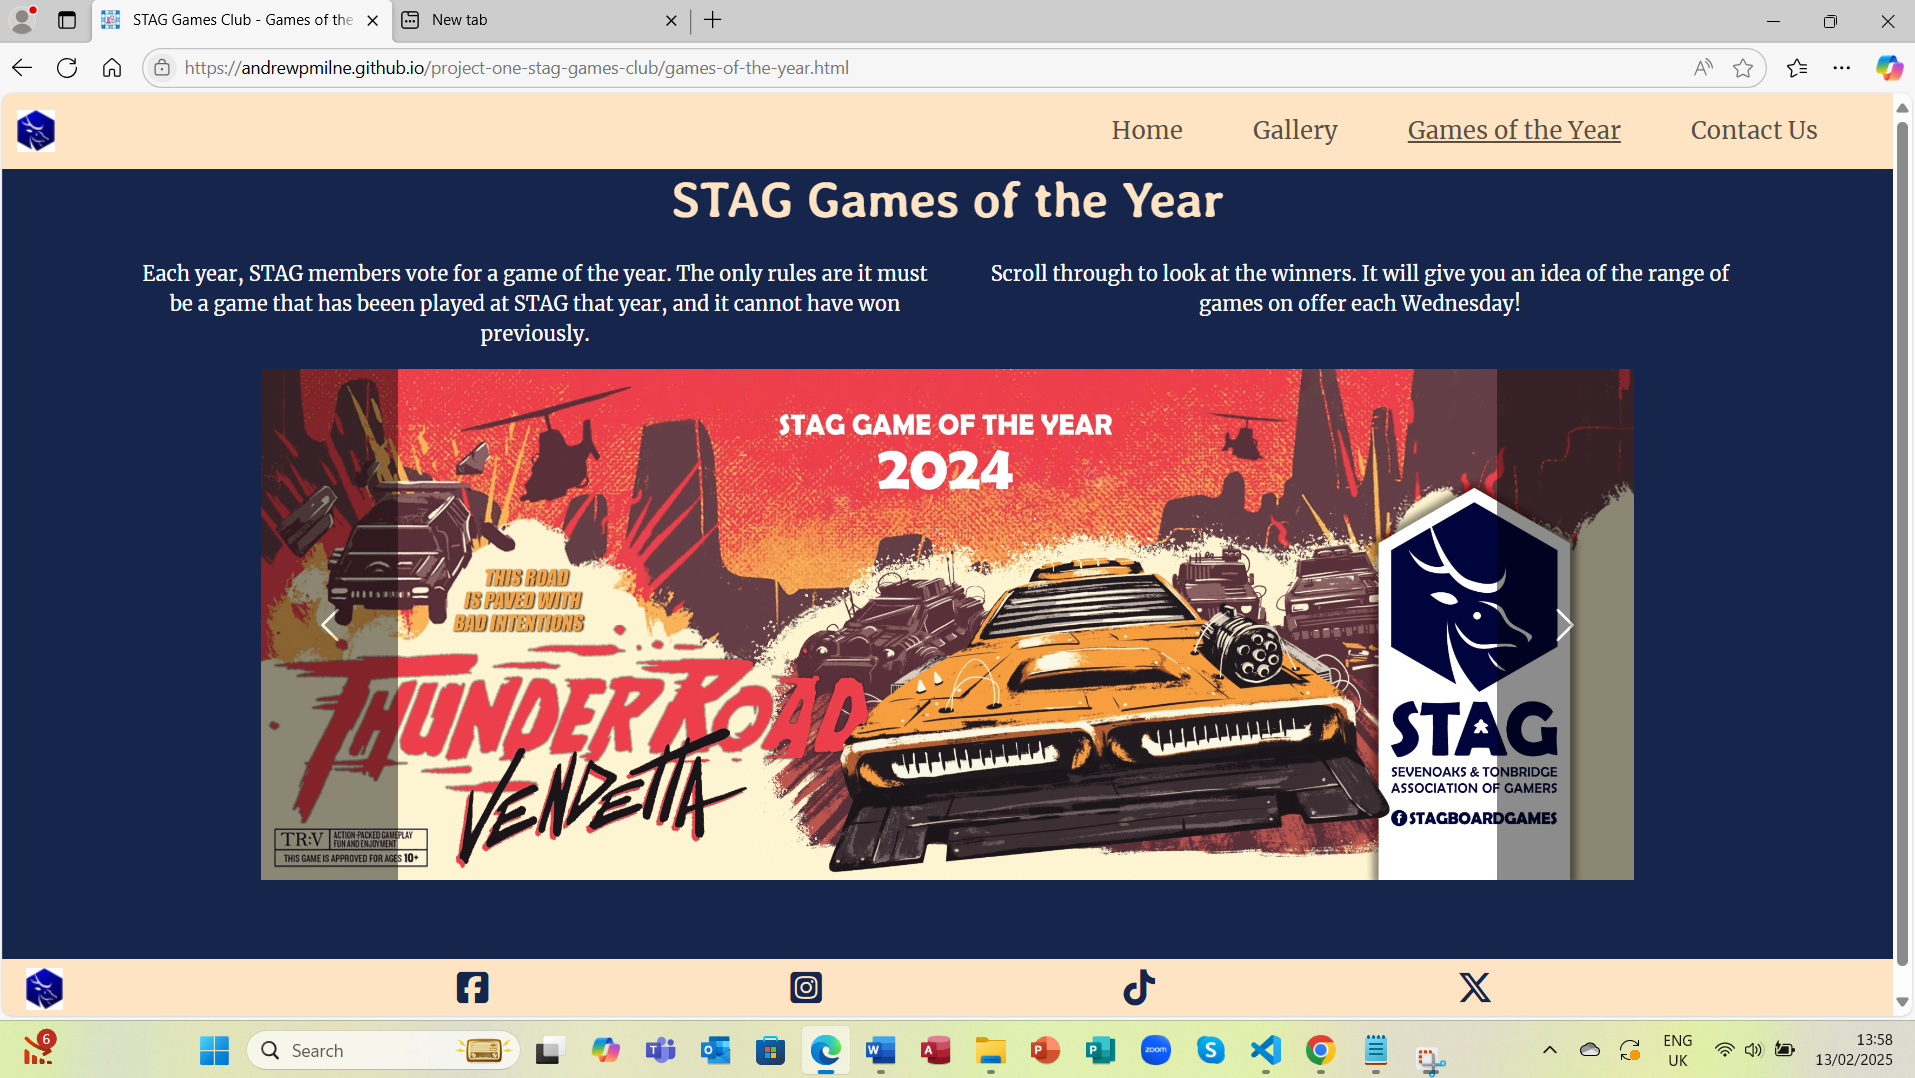 STAG Games Club - Games of the
New tab
https://andrewpmilne.github.io/project-one-stag-games-club/games-of-the-year.html
Home Gallery Games of the Year Contact Us
STAG Games of the Year
Each year, STAG members vote for a game of the year. The only rules are it must
be a game that has beeen played at STAG that year, and it cannot have won
previously.
Scroll through to look at the winners. It will give you an idea of the range of
games on offer each Wednesday!
STAG GAME OF THE YEAR
2024
THIS ROAD
IS PAVED WITH
BAD INTENTIONS
THUNDER ROAD
VENDETTA
TR:V
ACTION-PACKED GAMEPLAY
FUN AND ENJOYMENT
THIS GAME IS APPROVED FOR AGES 10+
STAG
SEVENOAKS & TONBRIDGE
ASSOCIATION OF GAMERS
STAGBOARDGAMES
6
Search
zoom
ENG
UK
13:58
13/02/2025